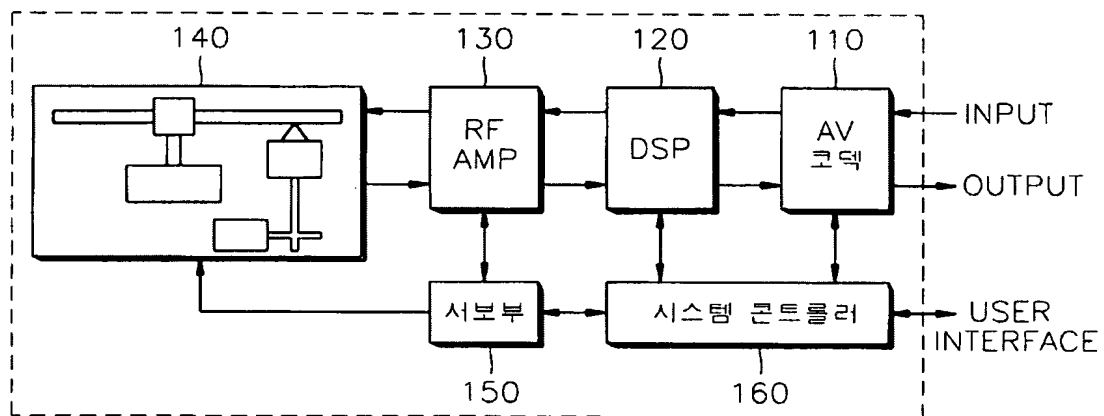 140
130
120
110
RF
AMP
DSP
AV
코덱
INPUT
OUTPUT
서보부
시스템 콘트롤러
USER
INTERFACE
150
160